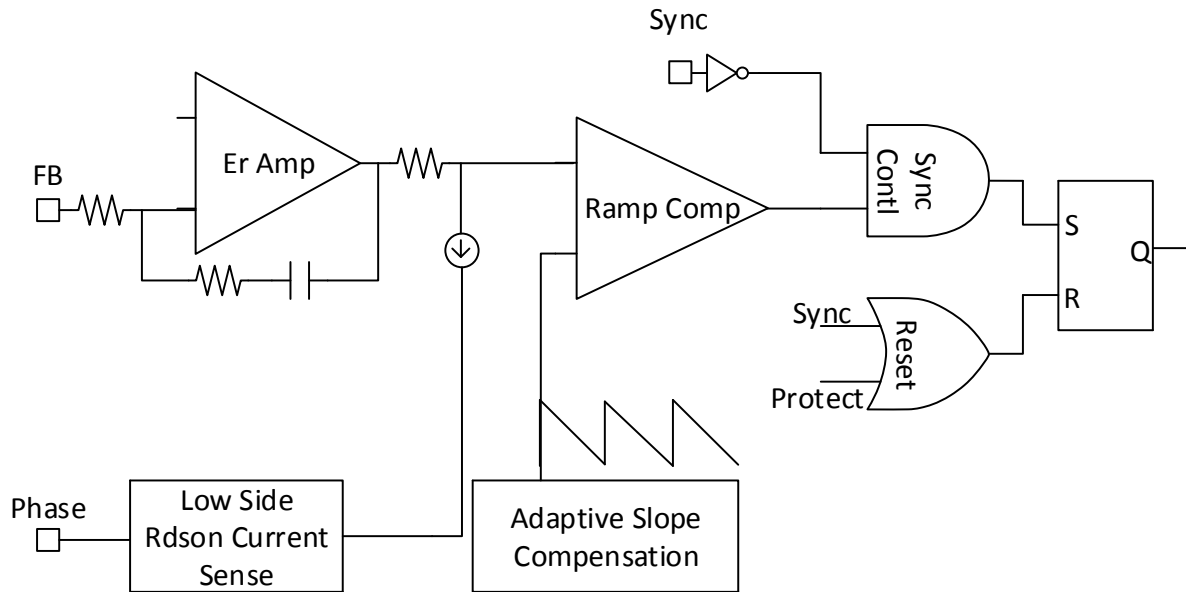 Sync
Er Amp
FB
Ramp Comp
Sync
Contl
S
Q
R
Sync
Reset
Protect
Phase
Low Side
Rdson Current
Sense
Adaptive Slope
Compensation